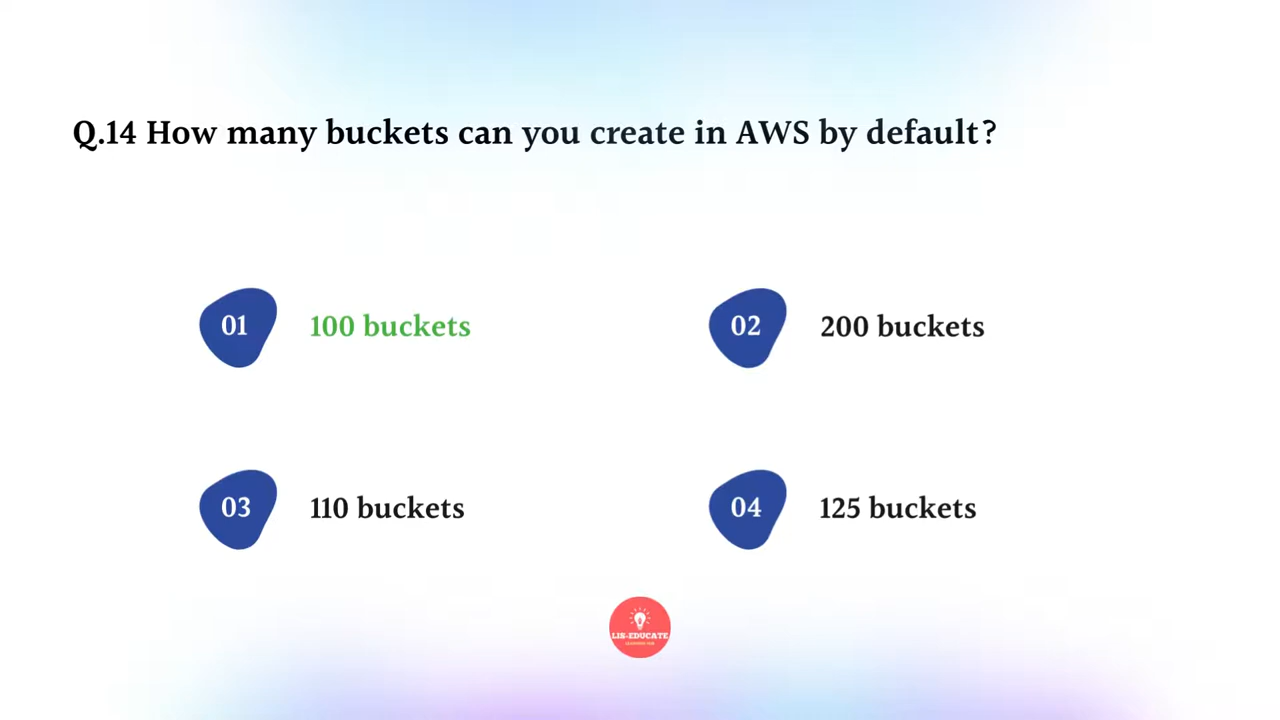 Q.14 How many buckets can you create in AWS by default?
01 100 buckets
02 200 buckets
03 110 buckets
04 125 buckets
LIS-EDUCATE